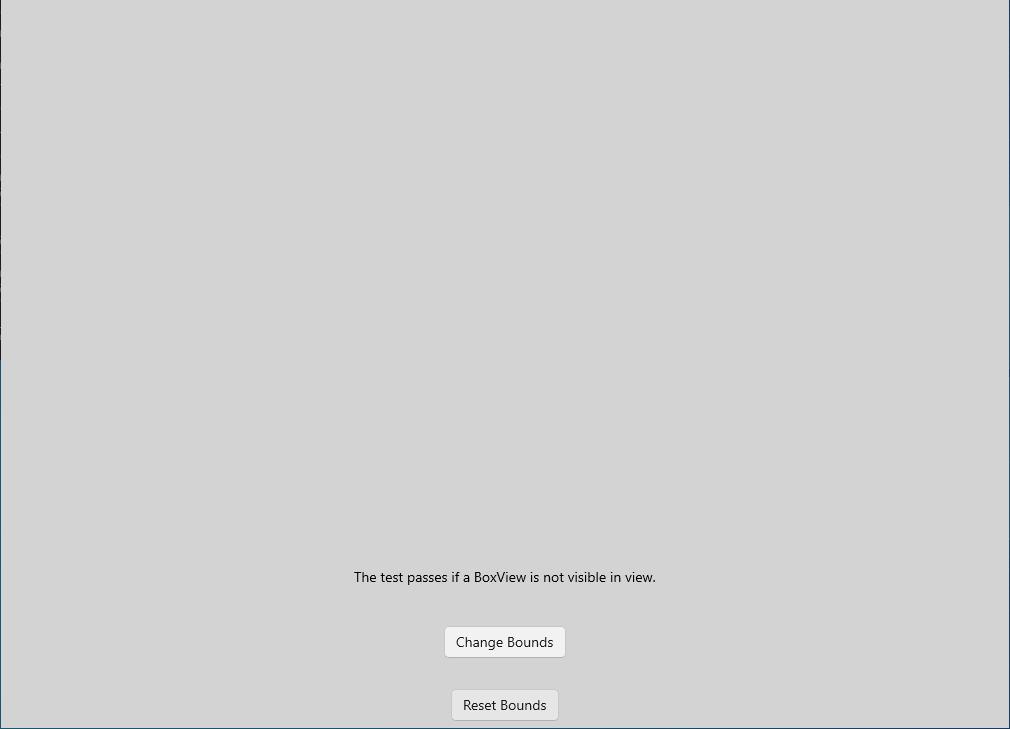 The test passes if a BoxView is not visible in view.
Change Bounds
Reset Bounds